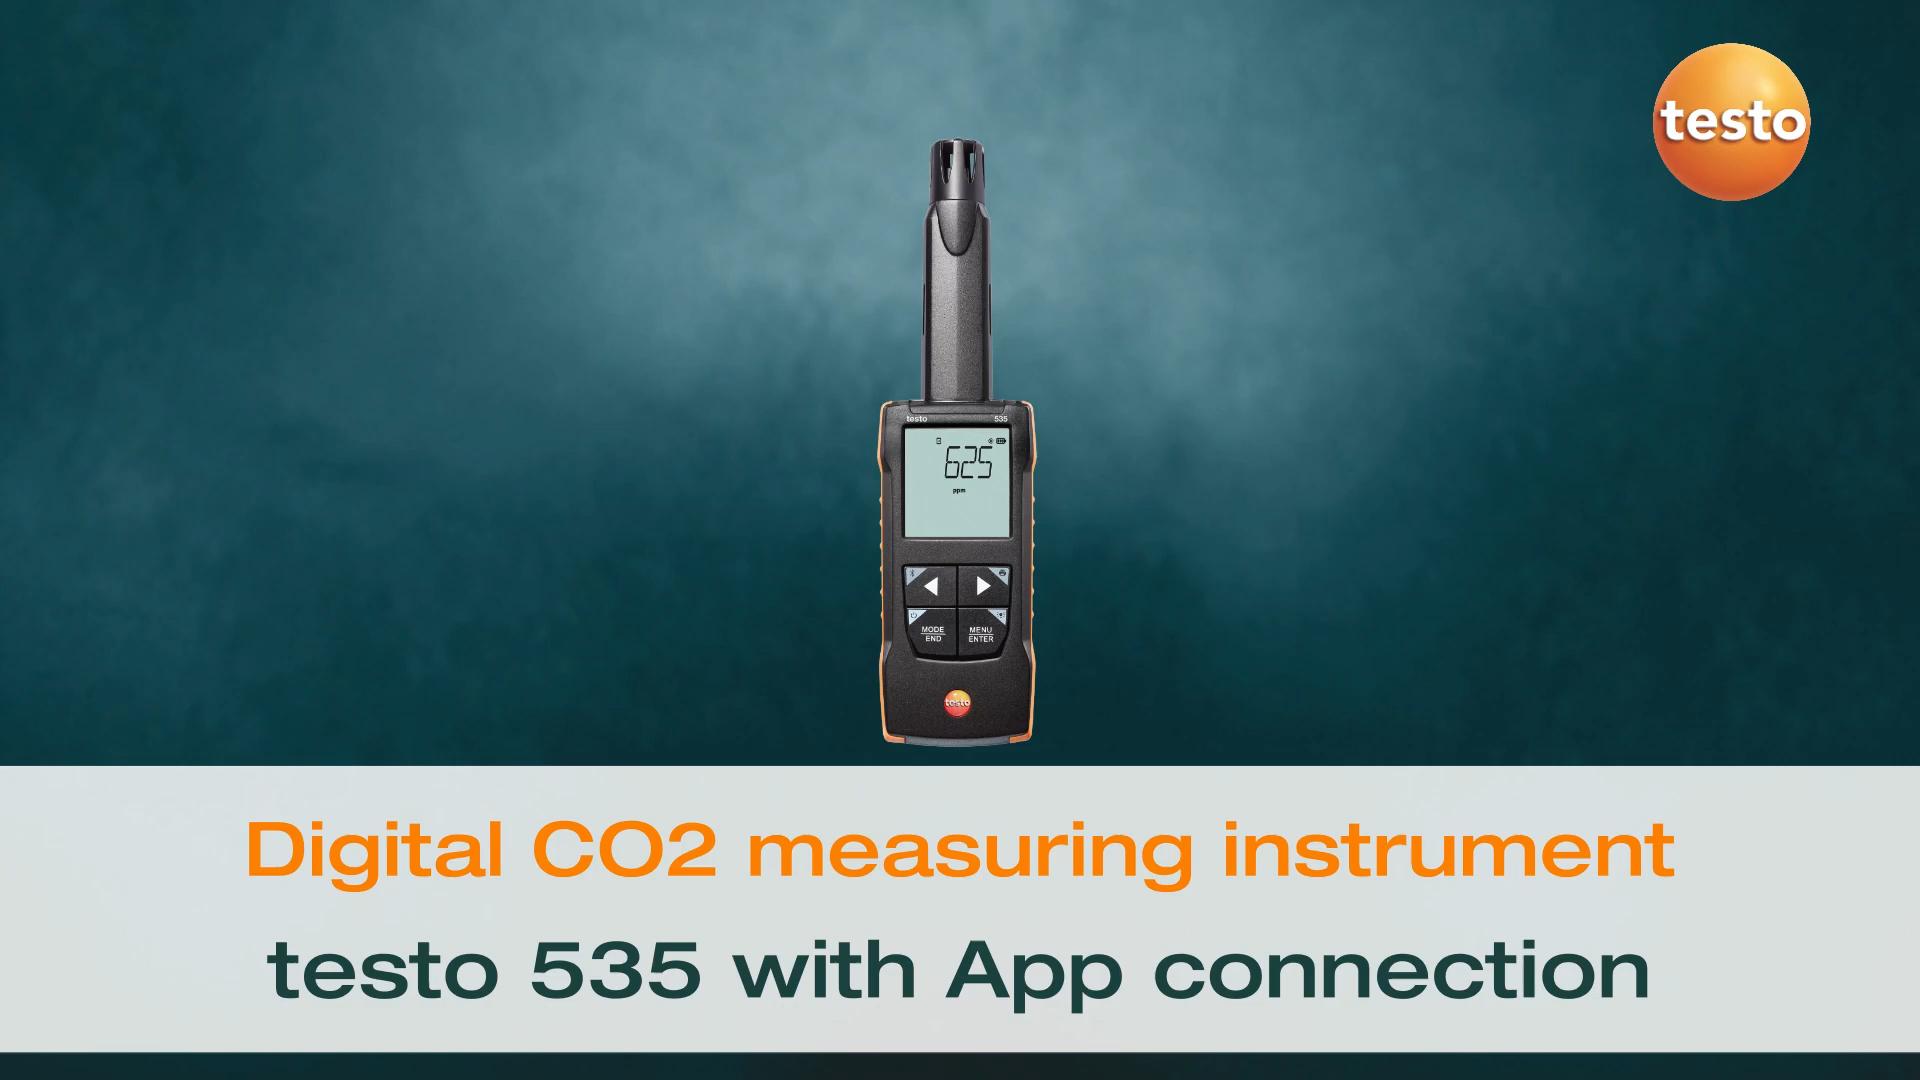 testo
testo 535
625
ppm
MODE MENU
END ENTER
testo
Digital CO2 measuring instrument
testo 535 with App connection